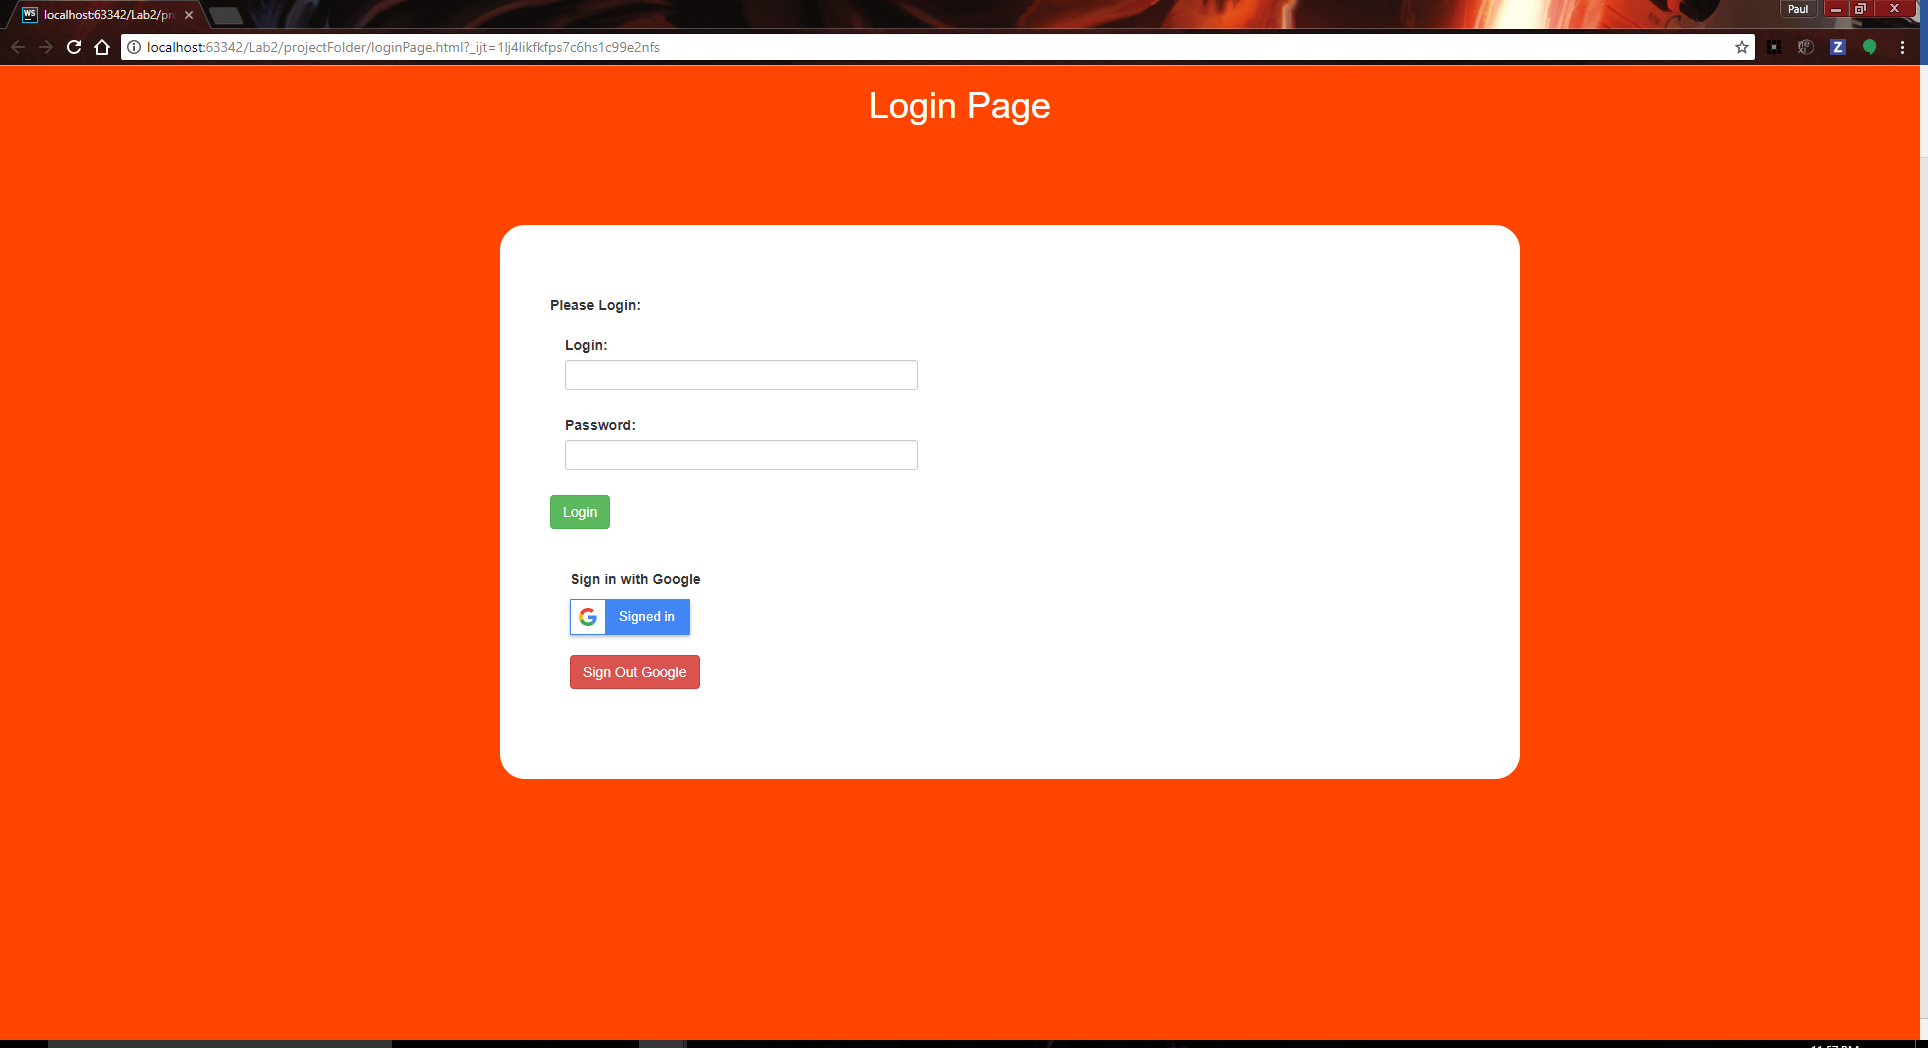 WS localhost:63342/Lab2/pr
Paul
localhost:63342/Lab2/projectFolder/loginPage.html?_ijt=1lj4likfkfps7c6hs1c99e2nfs
Z
Login Page
Please Login:
Login:
Password:
Login
Sign in with Google
G Signed in
Sign Out Google